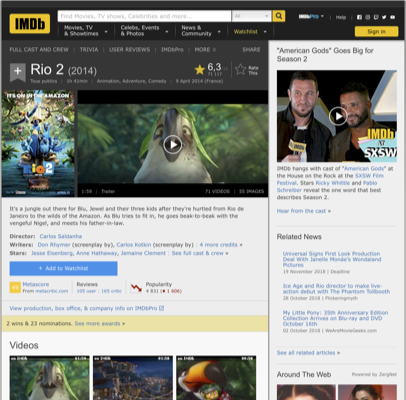 IMDb
Find Movies, TV shows, Celebrities and more...
All
Movies, TV
& Showtimes
Celebs, Events
& Photos
News &
Community
Watchlist
IMDbPro
Help
Sign in
FULL CAST AND CREW | TRIVIA | USER REVIEWS | IMDbPro | MORE
SHARE
+
Rio 2 (2014)
Tous publics | 1h 41min | Animation, Adventure, Comedy | 9 April 2014 (France)
6,3
Rate
This
IT'S ON IN THE AMAZON
RIO 2
1:59 | Trailer
71 VIDEOS | 55 IMAGES
It's a jungle out there for Blu, Jewel and their three kids after they're hurtled from Rio de
Janeiro to the wilds of the Amazon. As Blu tries to fit in, he goes beak-to-beak with the
vengeful Nigel, and meets his father-in-law.
Director: Carlos Saldanha
Writers: Don Rhymer (screenplay by), Carlos Kotkin (screenplay by) | 4 more credits »
Stars: Jesse Eisenberg, Anne Hathaway, Jemaine Clement | See full cast & crew »
+ Add to Watchlist
Metascore
From metacritic.com
Reviews
105 user | 165 critic
Popularity
4 831 (1 606)
View production, box office, & company info on IMDbPro
2 wins & 23 nominations. See more awards »
Videos
"American Gods" Goes Big for
Season 2
IMDb
at
SXSW
IMDb hangs with cast of "American Gods" at
the House on the Rock at the SXSW Film
Festival. Stars Ricky Whittle and Pablo
Schreiber reveal the one word that best
describes Season 2.
Hear from the cast »
Related News
Universal Signs First Look Production
Deal With Janelle Monáe's Wondaland
Pictures
19 November 2018 | Deadline
Ice Age and Rio director to make live-
action debut with The Phantom Tollbooth
26 October 2018 | Flickeringmyth
My Little Pony: 35th Anniversary Edition
Collection Arrives on Blu-ray and DVD
October 16th
02 October 2018 | WeAreMovieGeeks.com
See all related articles »
Around The Web | Powered by ZergNet